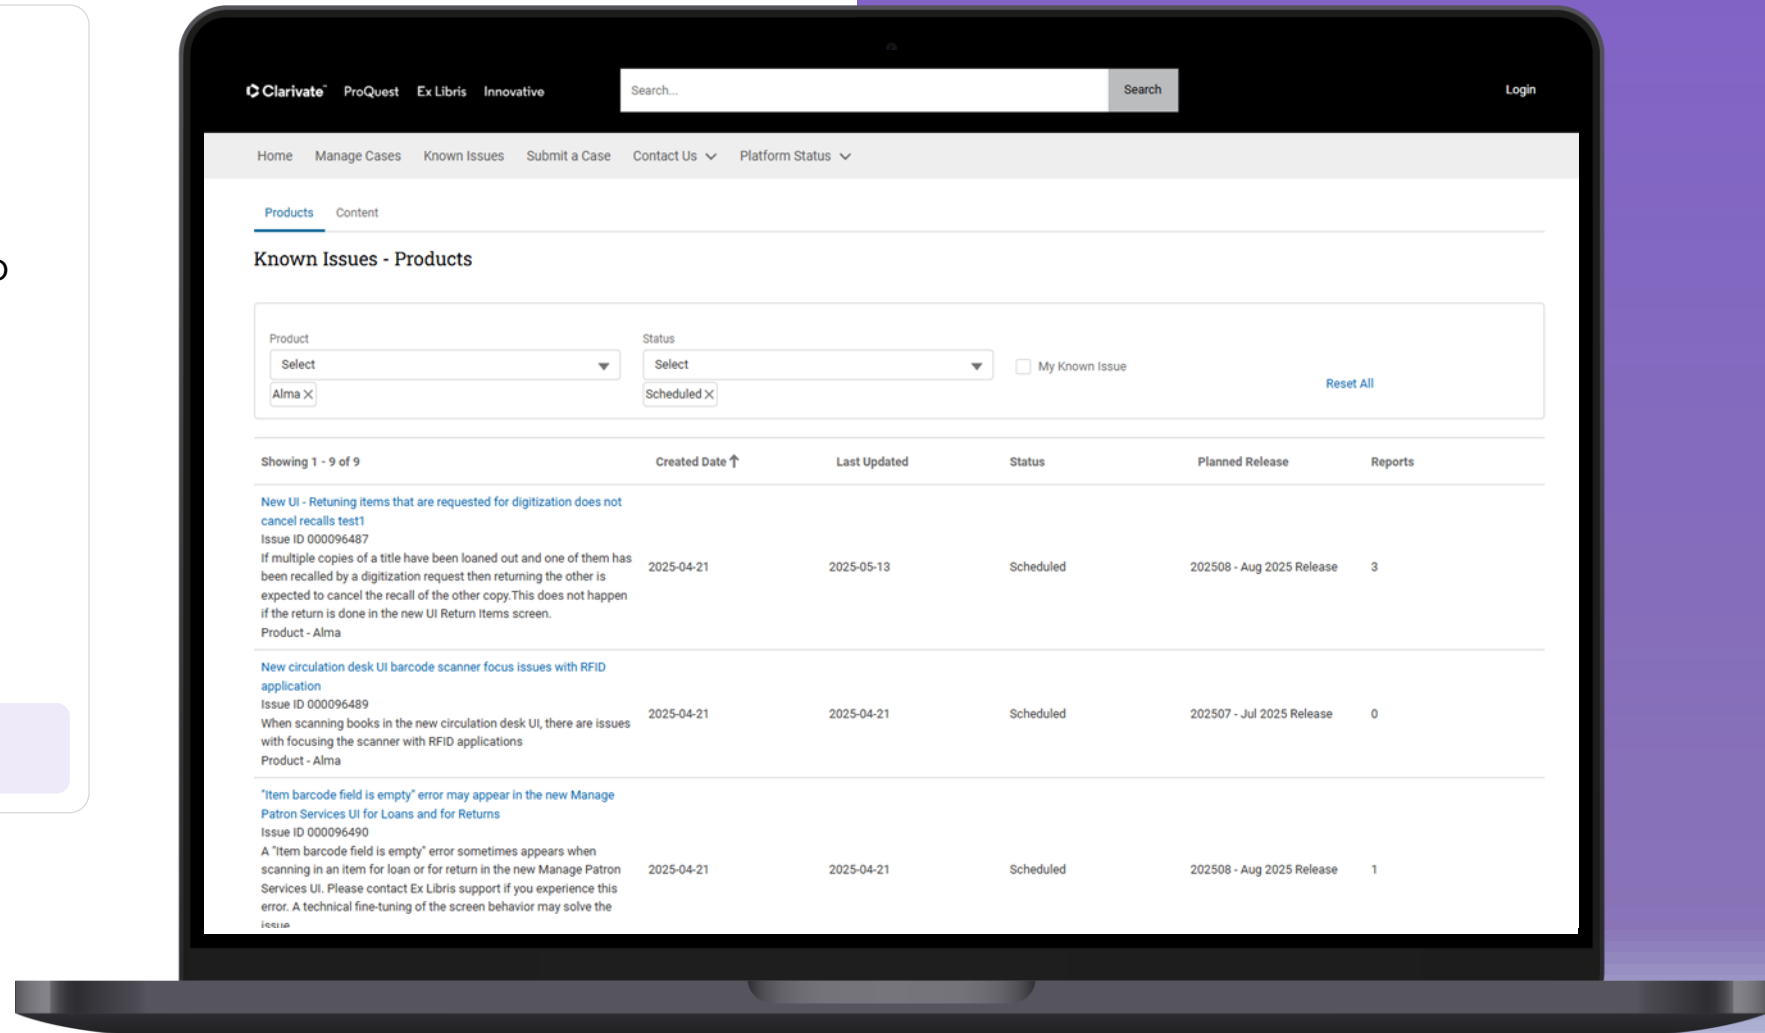 Clarivate™ ProQuest Ex Libris Innovative
Search...
Search
Login
Home Manage Cases Known Issues Submit a Case Contact Us Platform Status
Products Content
Known Issues - Products
Product
Select
Alma
Status
Select
Scheduled
My Known Issue
Reset All
Showing 1 - 9 of 9 Created Date Last Updated Status Planned Release Reports
New UI - Retuning items that are requested for digitization does not
cancel recalls test1
Issue ID 000096487
If multiple copies of a title have been loaned out and one of them has
been recalled by a digitization request then returning the other is
expected to cancel the recall of the other copy.This does not happen
if the return is done in the new UI Return Items screen.
Product - Alma
2025-04-21 2025-05-13 Scheduled 202508 - Aug 2025 Release 3
New circulation desk UI barcode scanner focus issues with RFID
application
Issue ID 000096489
When scanning books in the new circulation desk UI, there are issues
with focusing the scanner with RFID applications
Product - Alma
2025-04-21 2025-04-21 Scheduled 202507 - Jul 2025 Release 0
"Item barcode field is empty" error may appear in the new Manage
Patron Services UI for Loans and for Returns
Issue ID 000096490
A "Item barcode field is empty" error sometimes appears when
scanning in an item for loan or for return in the new Manage Patron
Services UI. Please contact Ex Libris support if you experience this
error. A technical fine-tuning of the screen behavior may solve the
issue
2025-04-21 2025-04-21 Scheduled 202508 - Aug 2025 Release 1